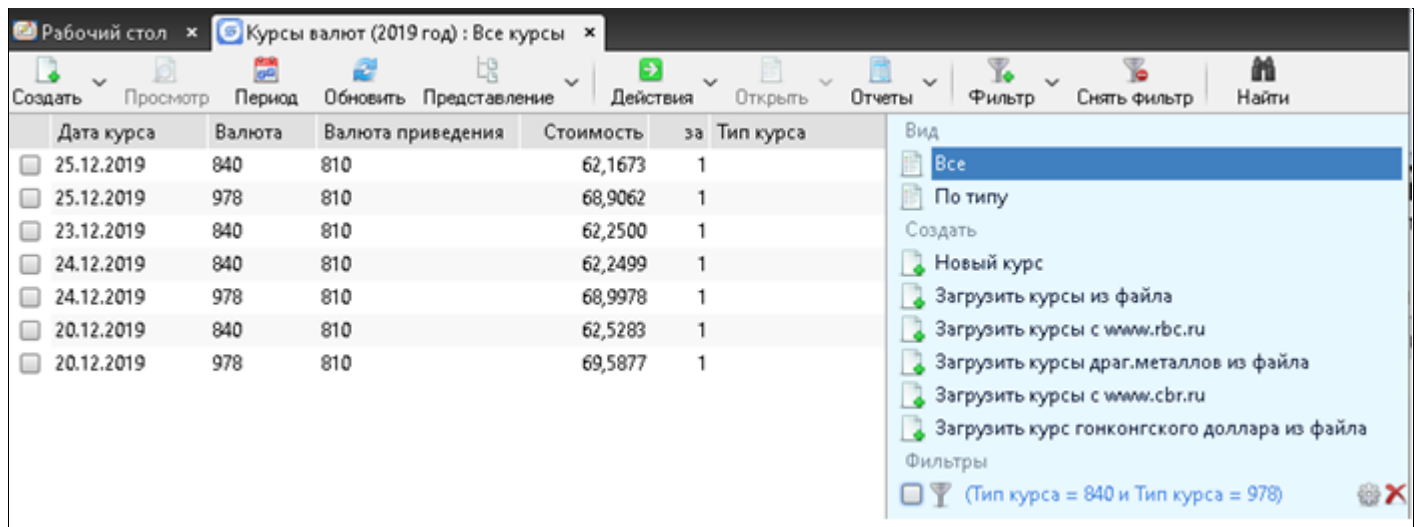 Рабочий стол × Курсы валют (2019 год) : Все курсы ×
Создать Просмотр Период Обновить Представление Действия Открыть Отчеты Фильтр Снять фильтр Найти
Дата курса Валюта Валюта приведения Стоимость за Тип курса
25.12.2019 840 810 62,1673 1
25.12.2019 978 810 68,9062 1
23.12.2019 840 810 62,2500 1
24.12.2019 840 810 62,2499 1
24.12.2019 978 810 68,9978 1
20.12.2019 840 810 62,5283 1
20.12.2019 978 810 69,5877 1
Вид
Все
По типу
Создать
Новый курс
Загрузить курсы из файла
Загрузить курсы с www.rbc.ru
Загрузить курсы драг.металлов из файла
Загрузить курсы с www.cbr.ru
Загрузить курс гонконгского доллара из файла
Фильтры
(Тип курса = 840 и Тип курса = 978)